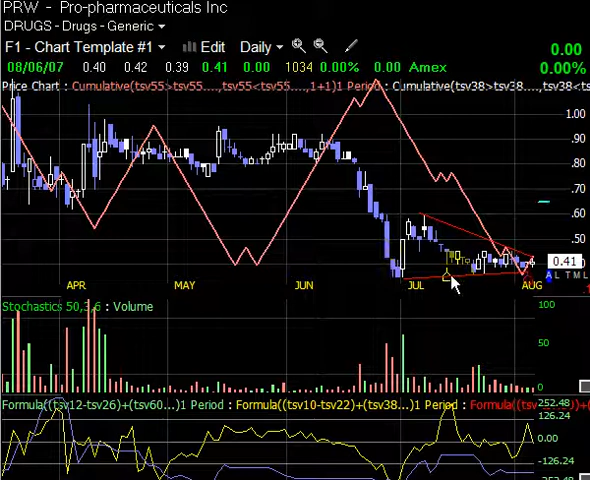 PRW - Pro-pharmaceuticals Inc
DRUGS - Drugs - Generic
F1 - Chart Template #1 Edit Daily 0.00
08/06/07 0.40 0.42 0.39 0.41 0.00 1034 0.00% Amex 0.00%
Price Chart : Cumulative(tsv55>tsv55...,tsv55<tsv55...,1+1)1 Period : Cumulative(tsv38>tsv38...,tsv38<ts
1.00
.90
.80
.70
.60
.50
0.41
A L T M L
APR MAY JUN JUL AUG
Stochastics 50,3,6 : Volume 100
50
0
Formula((tsv12-tsv26)+(tsv60...)1 Period : Formula((tsv10-tsv22)+(tsv38...)1 Period : Formula((ts 252.48
126.24
0.00
-126.24